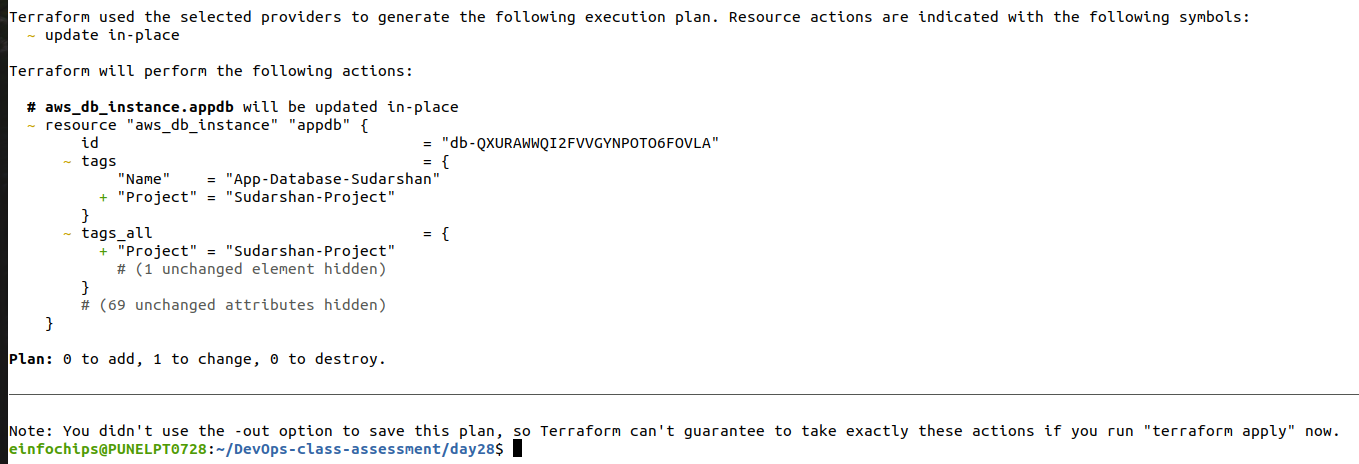 Terraform used the selected providers to generate the following execution plan. Resource actions are indicated with the following symbols:
  ~ update in-place

Terraform will perform the following actions:

  # aws_db_instance.appdb will be updated in-place
  ~ resource "aws_db_instance" "appdb" {
        id                                    = "db-QXURAWWQI2FVVGYNPOTO6FOVLA"
      ~ tags                                  = {
            "Name"    = "App-Database-Sudarshan"
          + "Project" = "Sudarshan-Project"
        }
      ~ tags_all                              = {
          + "Project" = "Sudarshan-Project"
            # (1 unchanged element hidden)
        }
        # (69 unchanged attributes hidden)
    }

Plan: 0 to add, 1 to change, 0 to destroy.

Note: You didn't use the -out option to save this plan, so Terraform can't guarantee to take exactly these actions if you run "terraform apply" now.
einfochips@PUNELPT0728:~/DevOps-class-assessment/day28$